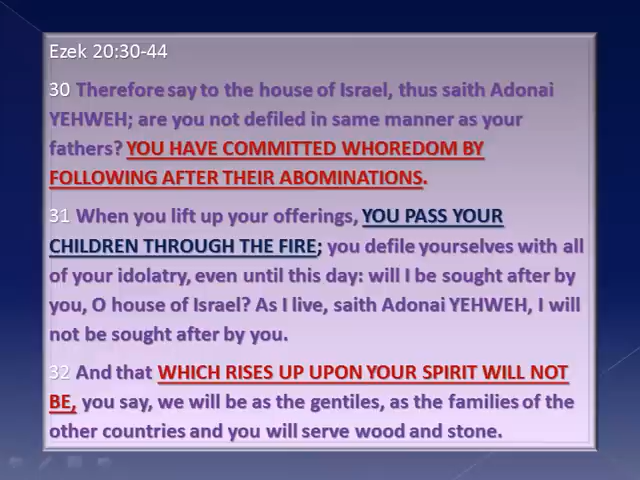 Ezek 20:30-44
30 Therefore say to the house of Israel, thus saith Adonai
YEHWEH; are you not defiled in same manner as your
fathers? YOU HAVE COMMITTED WHOREDOM BY
FOLLOWING AFTER THEIR ABOMINATIONS.
31 When you lift up your offerings, YOU PASS YOUR
CHILDREN THROUGH THE FIRE; you defile yourselves with all
of your idolatry, even until this day: will I be sought after by
you, O house of Israel? As I live, saith Adonai YEHWEH, I will
not be sought after by you.
32 And that WHICH RISES UP UPON YOUR SPIRIT WILL NOT
BE, you say, we will be as the gentiles, as the families of the
other countries and you will serve wood and stone.